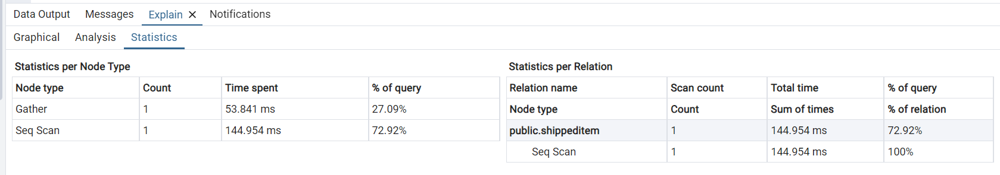 Data Output Messages Explain × Notifications
Graphical Analysis Statistics
Statistics per Node Type
Node type Count Time spent % of query
Gather 1 53.841 ms 27.09%
Seq Scan 1 144.954 ms 72.92%
Statistics per Relation
Relation name Scan count Total time % of query
Node type Count Sum of times % of relation
public.shippeditem 1 144.954 ms 72.92%
Seq Scan 1 144.954 ms 100%